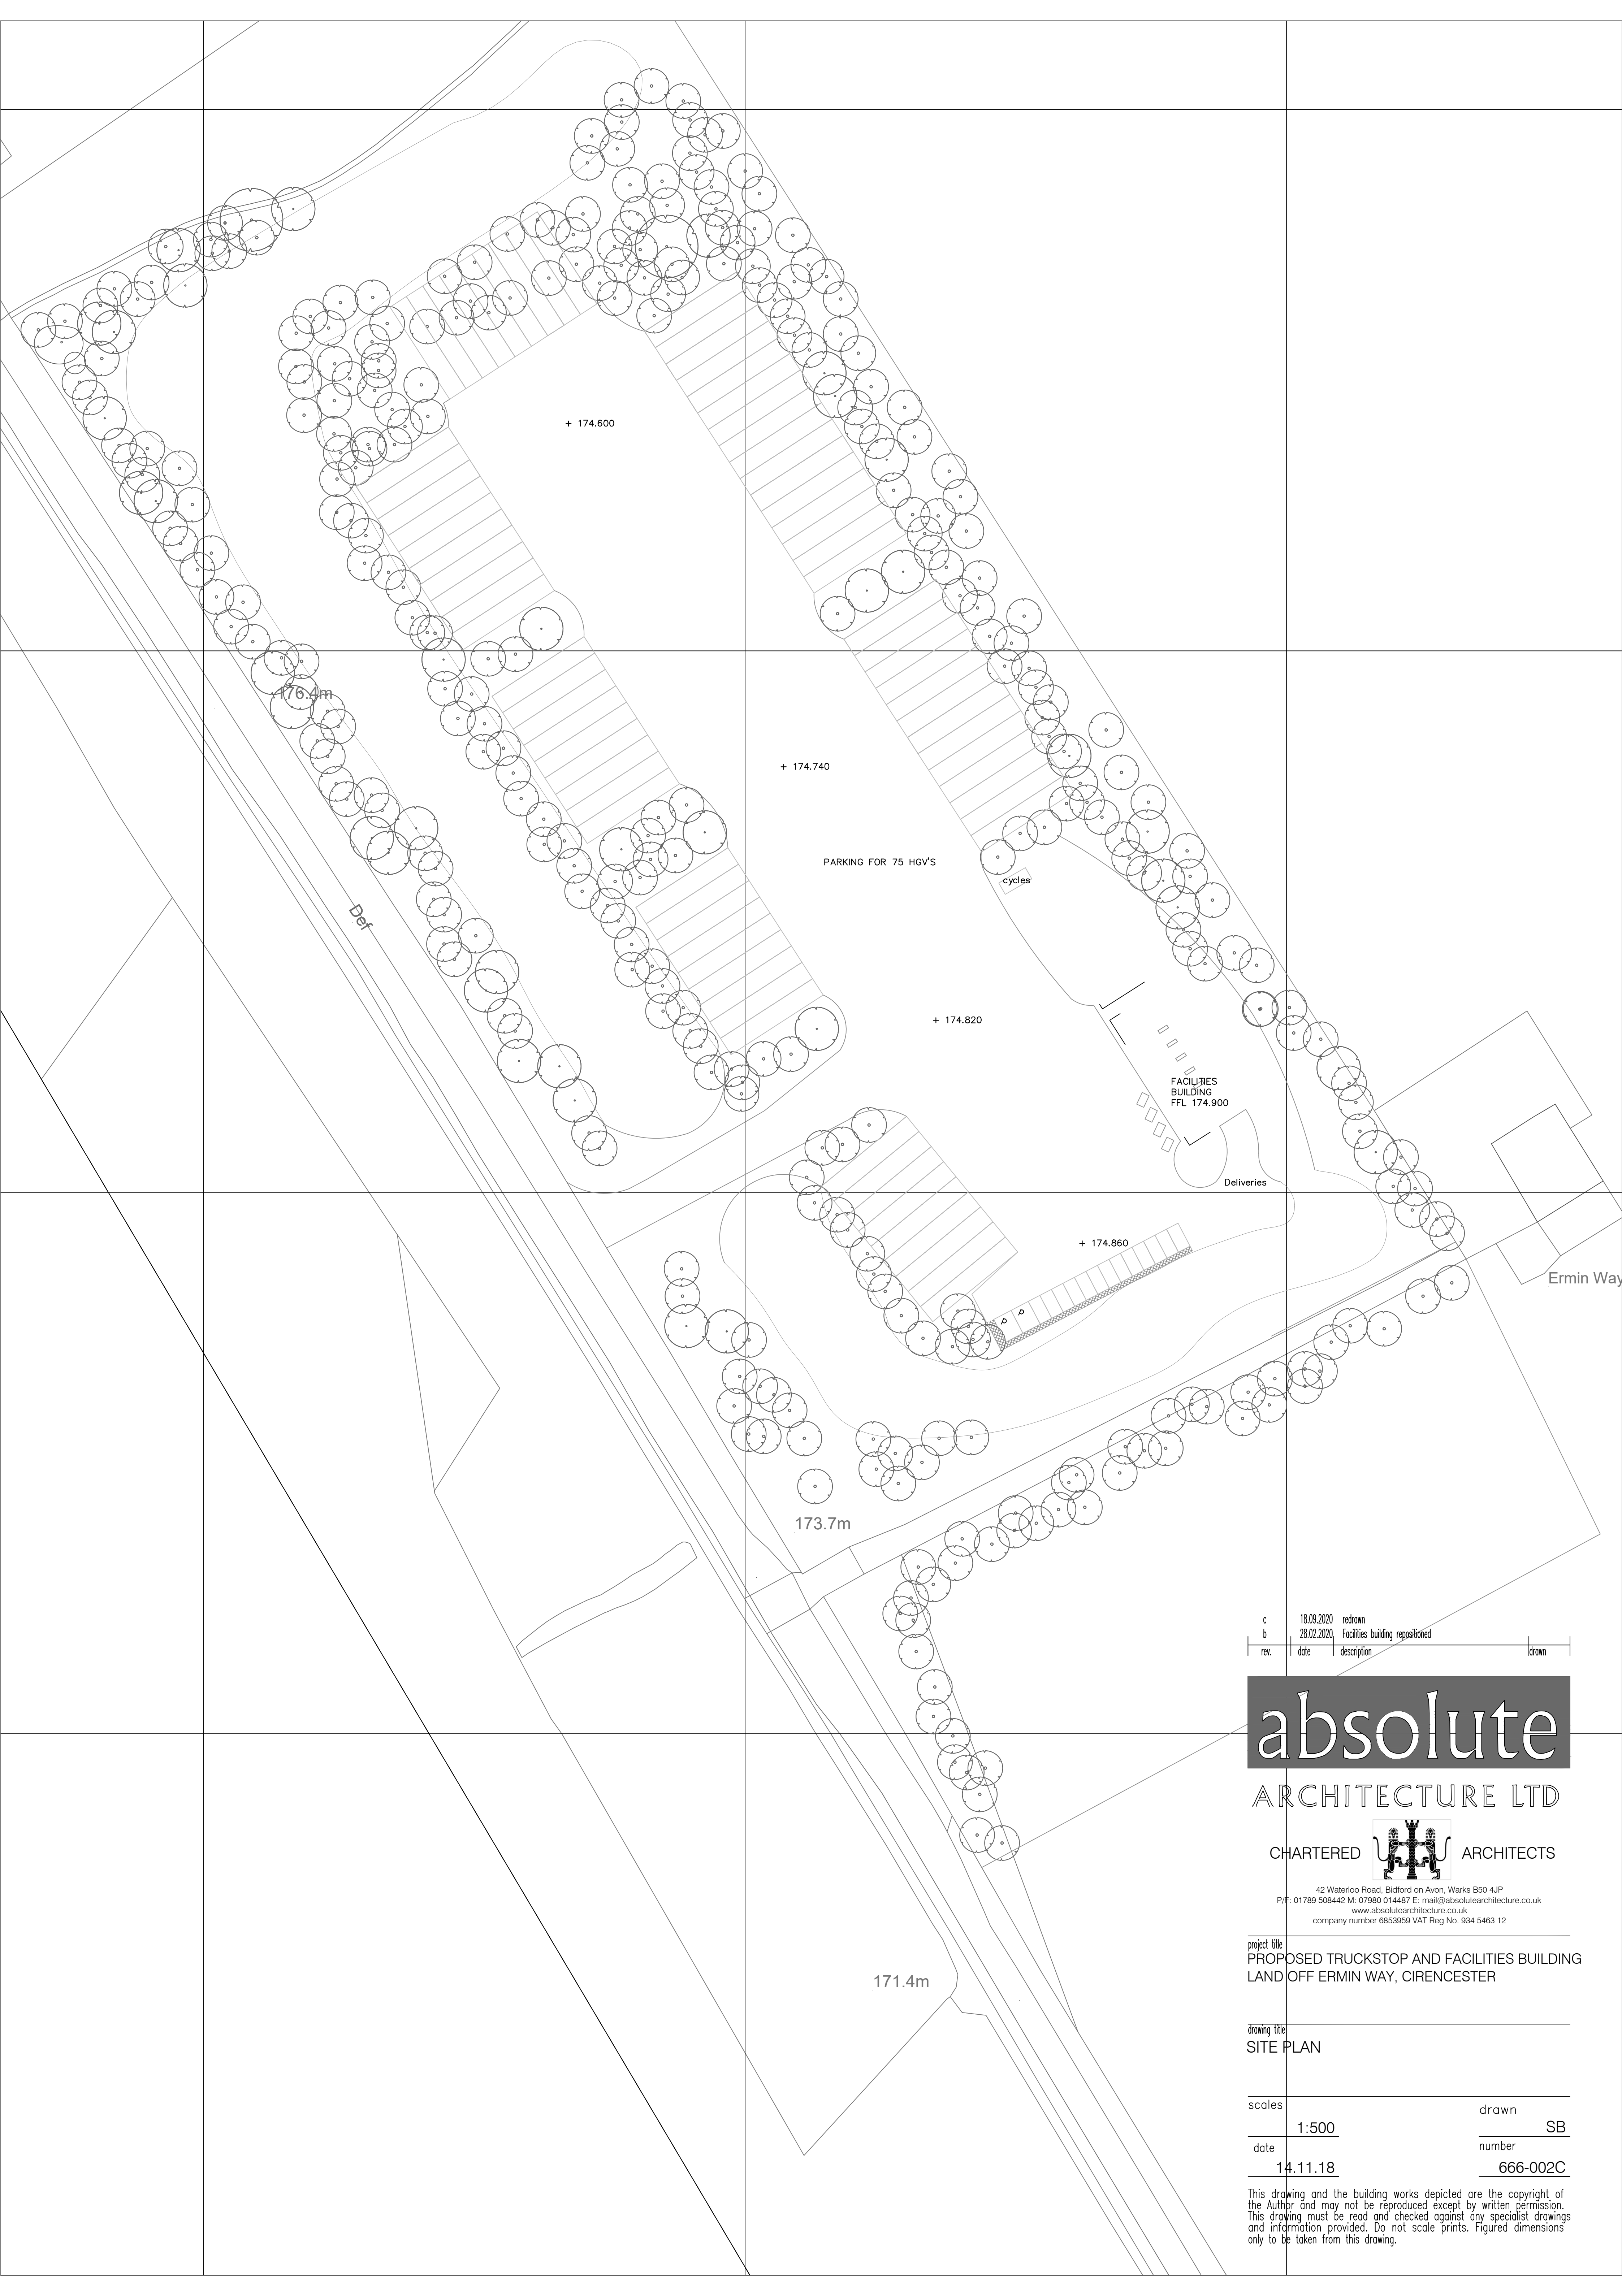 + 174.600
176.4m
+ 174.740
PARKING FOR 75 HGV'S
cycles
Def
+ 174.820
FACILITIES
BUILDING
FFL 174.900
Deliveries
+ 174.860
Ermin Way
173.7m
171.4m
c 18.09.2020 redrawn
b 28.02.2020 Facilities building repositioned
rev. date description drawn
absolute
ARCHITECTURE LTD
CHARTERED ARCHITECTS
42 Waterloo Road, Bidford on Avon, Warks B50 4JP
P/F: 01789 508442 M: 07980 014487 E: mail@absolutearchitecture.co.uk
www.absolutearchitecture.co.uk
company number 6853959 VAT Reg No. 934 5463 12
project title
PROPOSED TRUCKSTOP AND FACILITIES BUILDING
LAND OFF ERMIN WAY, CIRENCESTER
drawing title
SITE PLAN
scales drawn
1:500 SB
date number
14.11.18 666-002C
This drawing and the building works depicted are the copyright of
the Author and may not be reproduced except by written permission.
This drawing must be read and checked against any specialist drawings
and information provided. Do not scale prints. Figured dimensions
only to be taken from this drawing.